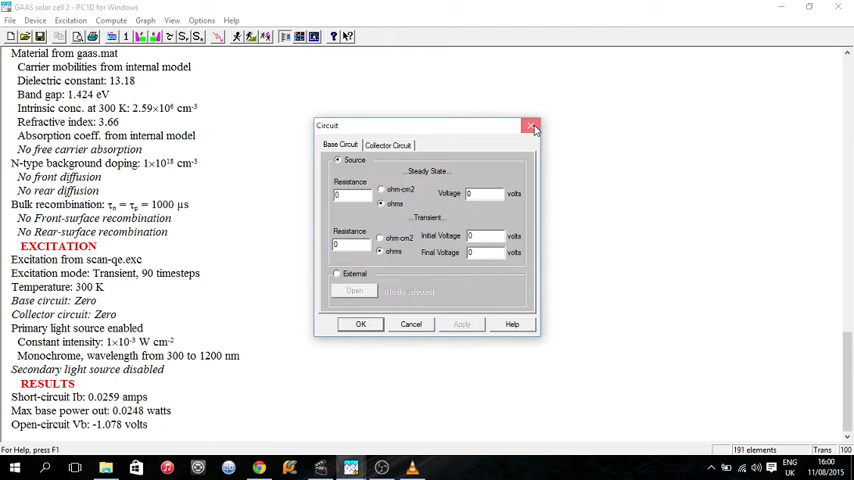 GAAS solar cell 2 - PC1D for Windows
File Device Excitation Compute Graph View Options Help
Material from gaas.mat
Carrier mobilities from internal model
Dielectric constant: 13.18
Band gap: 1.424 eV
Intrinsic conc. at 300 K: 2.59×10⁶ cm⁻³
Refractive index: 3.66
Absorption coeff. from internal model
No free carrier absorption
N-type background doping: 1×10¹⁸ cm⁻³
No front diffusion
No rear diffusion
Bulk recombination: τₙ = τₚ = 1000 µs
No Front-surface recombination
No Rear-surface recombination
EXCITATION
Excitation from scan-qe.exc
Excitation mode: Transient, 90 timesteps
Temperature: 300 K
Base circuit: Zero
Collector circuit: Zero
Primary light source enabled
Constant intensity: 1×10⁻³ W cm⁻²
Monochrome, wavelength from 300 to 1200 nm
Secondary light source disabled
RESULTS
Short-circuit Ib: 0.0259 amps
Max base power out: 0.0248 watts
Open-circuit Vb: -1.078 volts
Circuit
Base Circuit Collector Circuit
Source
...Steady State...
Resistance
0
ohm-cm2
ohms
Voltage 0 volts
...Transient...
Resistance
0
ohm-cm2
ohms
Initial Voltage 0 volts
Final Voltage 0 volts
External
Open (No file selected)
OK Cancel Apply Help
For Help, press F1
191 elements Trans 100
ENG
UK
16:00
11/08/2015